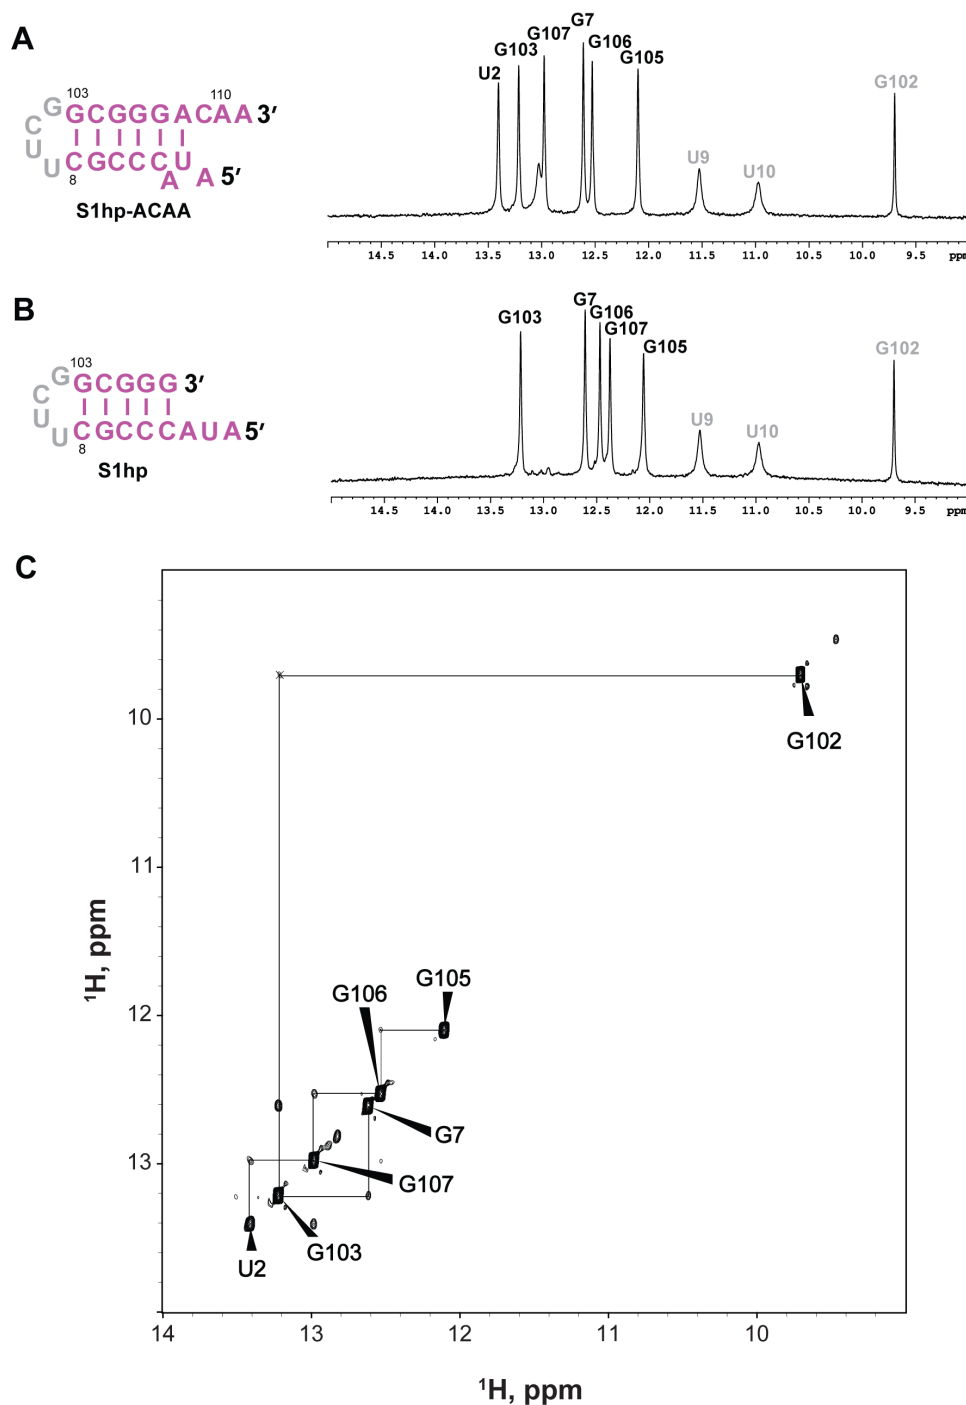 A
G7
G107
G103
G106
G105
U2
G102
U9
U10
103
110
G
GCGGGACAA 3′
C
U
U
CGCCC U
A A 5′
8
S1hp-ACAA
14.5 14.0 13.5 13.0 12.5 12.0 11.5 11.0 10.5 10.0 9.5 ppm
B
G7
G106
G103
G107
G105
G102
U9
U10
103
G
GCGGG 3′
C
U
U
CGCCCAUA 5′
8
S1hp
14.5 14.0 13.5 13.0 12.5 12.0 11.5 11.0 10.5 10.0 9.5 ppm
C
10
G102
11
G105
G106
12
G7
13
G107
G103
U2
14 13 12 11 10
¹H, ppm
¹H, ppm